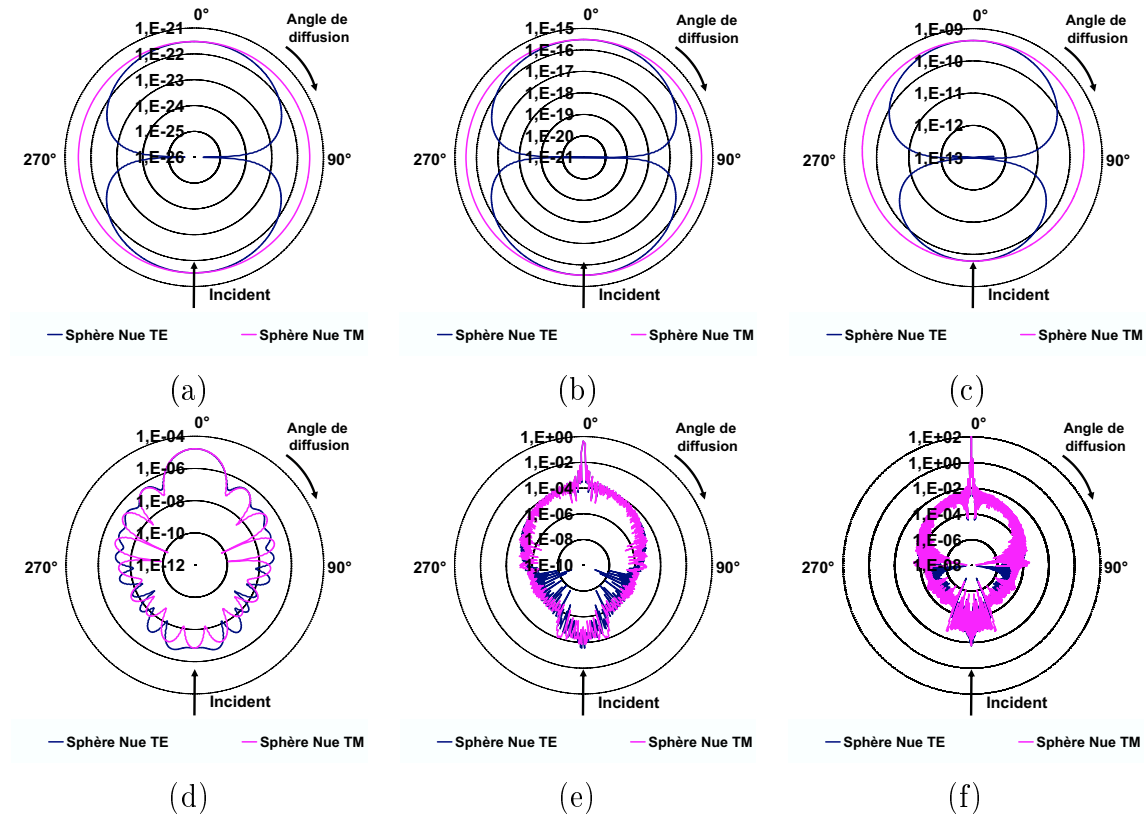 0°
Angle de
diffusion
1,E-21
1,E-22
1,E-23
1,E-24
1,E-25
1,E-26
270°
90°
Incident
Sphère Nue TE
Sphère Nue TM
(a)
0°
Angle de
diffusion
1,E-15
1,E-16
1,E-17
1,E-18
1,E-19
1,E-20
1,E-21
270°
90°
Incident
Sphère Nue TE
Sphère Nue TM
(b)
0°
Angle de
diffusion
1,E-09
1,E-10
1,E-11
1,E-12
1,E-13
270°
90°
Incident
Sphère Nue TE
Sphère Nue TM
(c)
0°
Angle de
diffusion
1,E-04
1,E-06
1,E-08
1,E-10
1,E-12
270°
90°
Incident
Sphère Nue TE
Sphère Nue TM
(d)
0°
Angle de
diffusion
1,E+00
1,E-02
1,E-04
1,E-06
1,E-08
1,E-10
270°
90°
Incident
Sphère Nue TE
Sphère Nue TM
(e)
0°
Angle de
diffusion
1,E+02
1,E+00
1,E-02
1,E-04
1,E-06
1,E-08
270°
90°
Incident
Sphère Nue TE
Sphère Nue TM
(f)